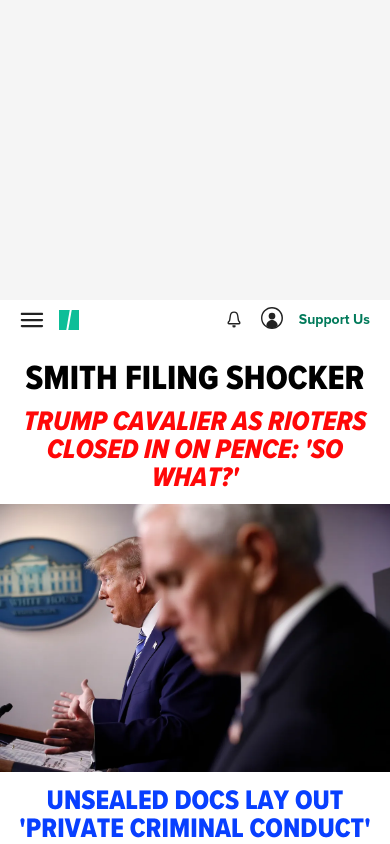 Support Us
SMITH FILING SHOCKER
TRUMP CAVALIER AS RIOTERS
CLOSED IN ON PENCE: 'SO
WHAT?'
WHITE HOUSE
UNSEALED DOCS LAY OUT
'PRIVATE CRIMINAL CONDUCT'